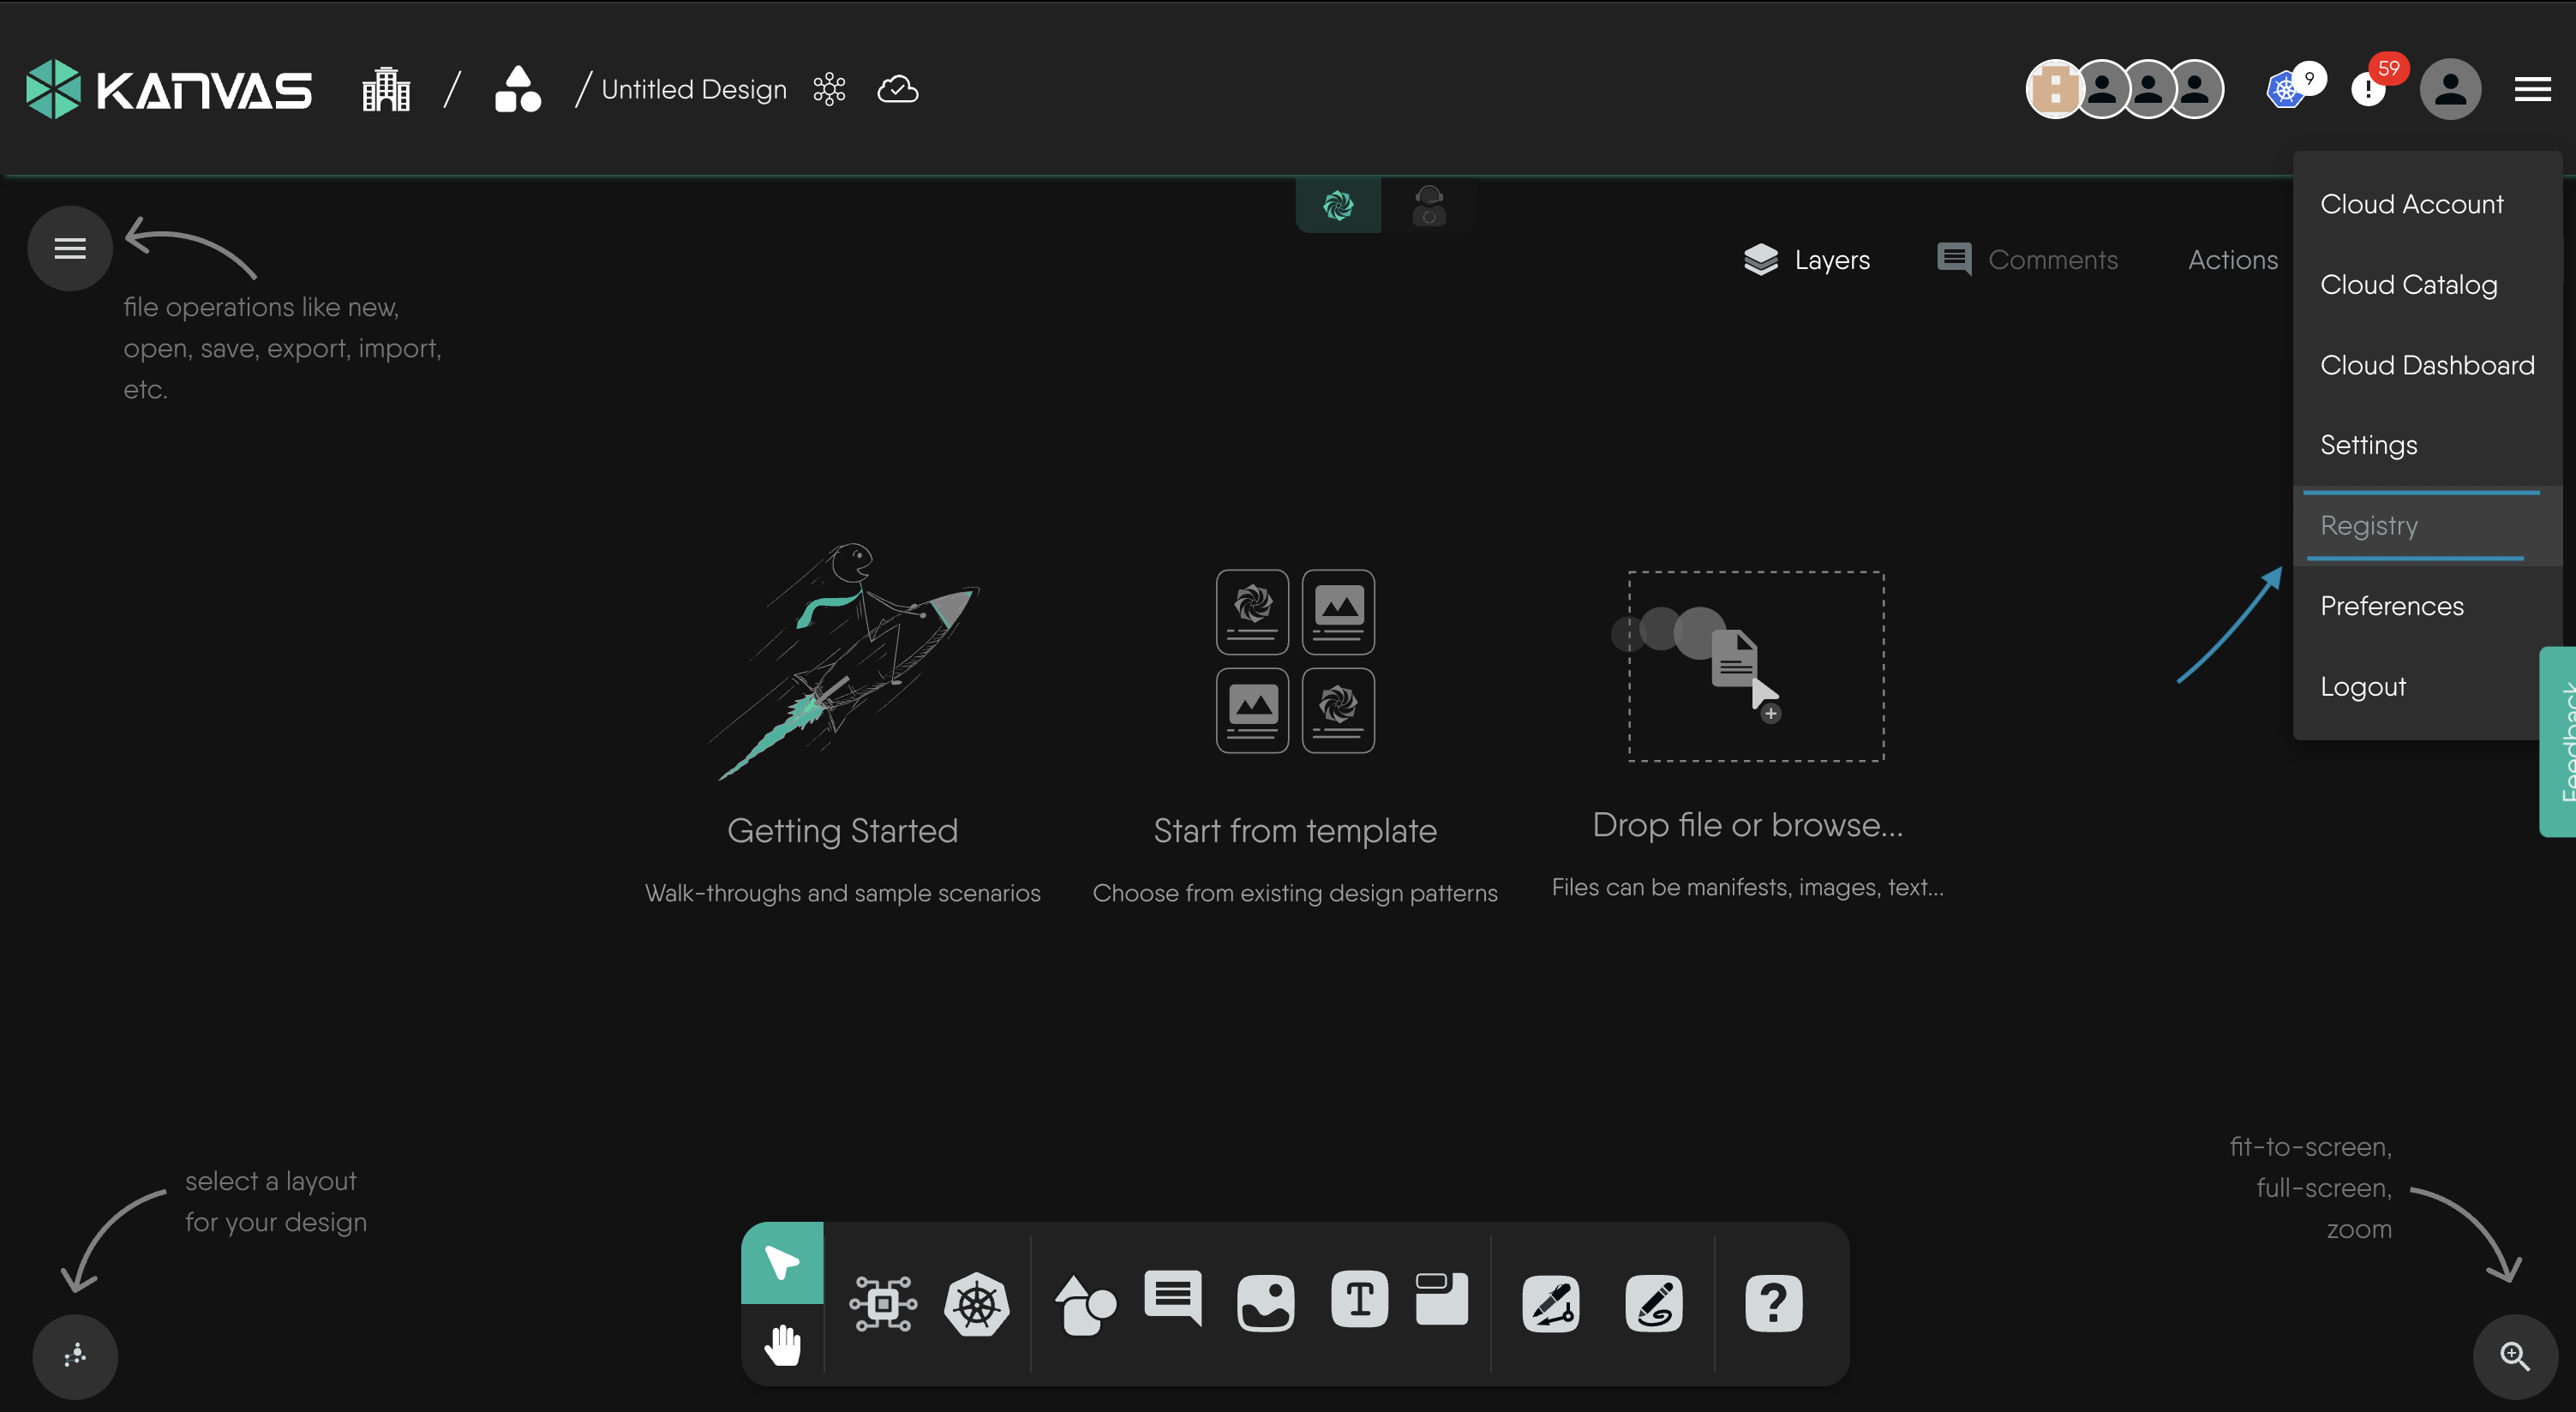 KANVAS
/
/ Untitled Design
9
59
Cloud Account
Cloud Catalog
Cloud Dashboard
Settings
Registry
Preferences
Logout
Layers
Comments
Actions
file operations like new,
open, save, export, import,
etc.
Getting Started
Walk-throughs and sample scenarios
Start from template
Choose from existing design patterns
Drop file or browse...
Files can be manifests, images, text...
Feedback
select a layout
for your design
fit-to-screen,
full-screen,
zoom
T
?